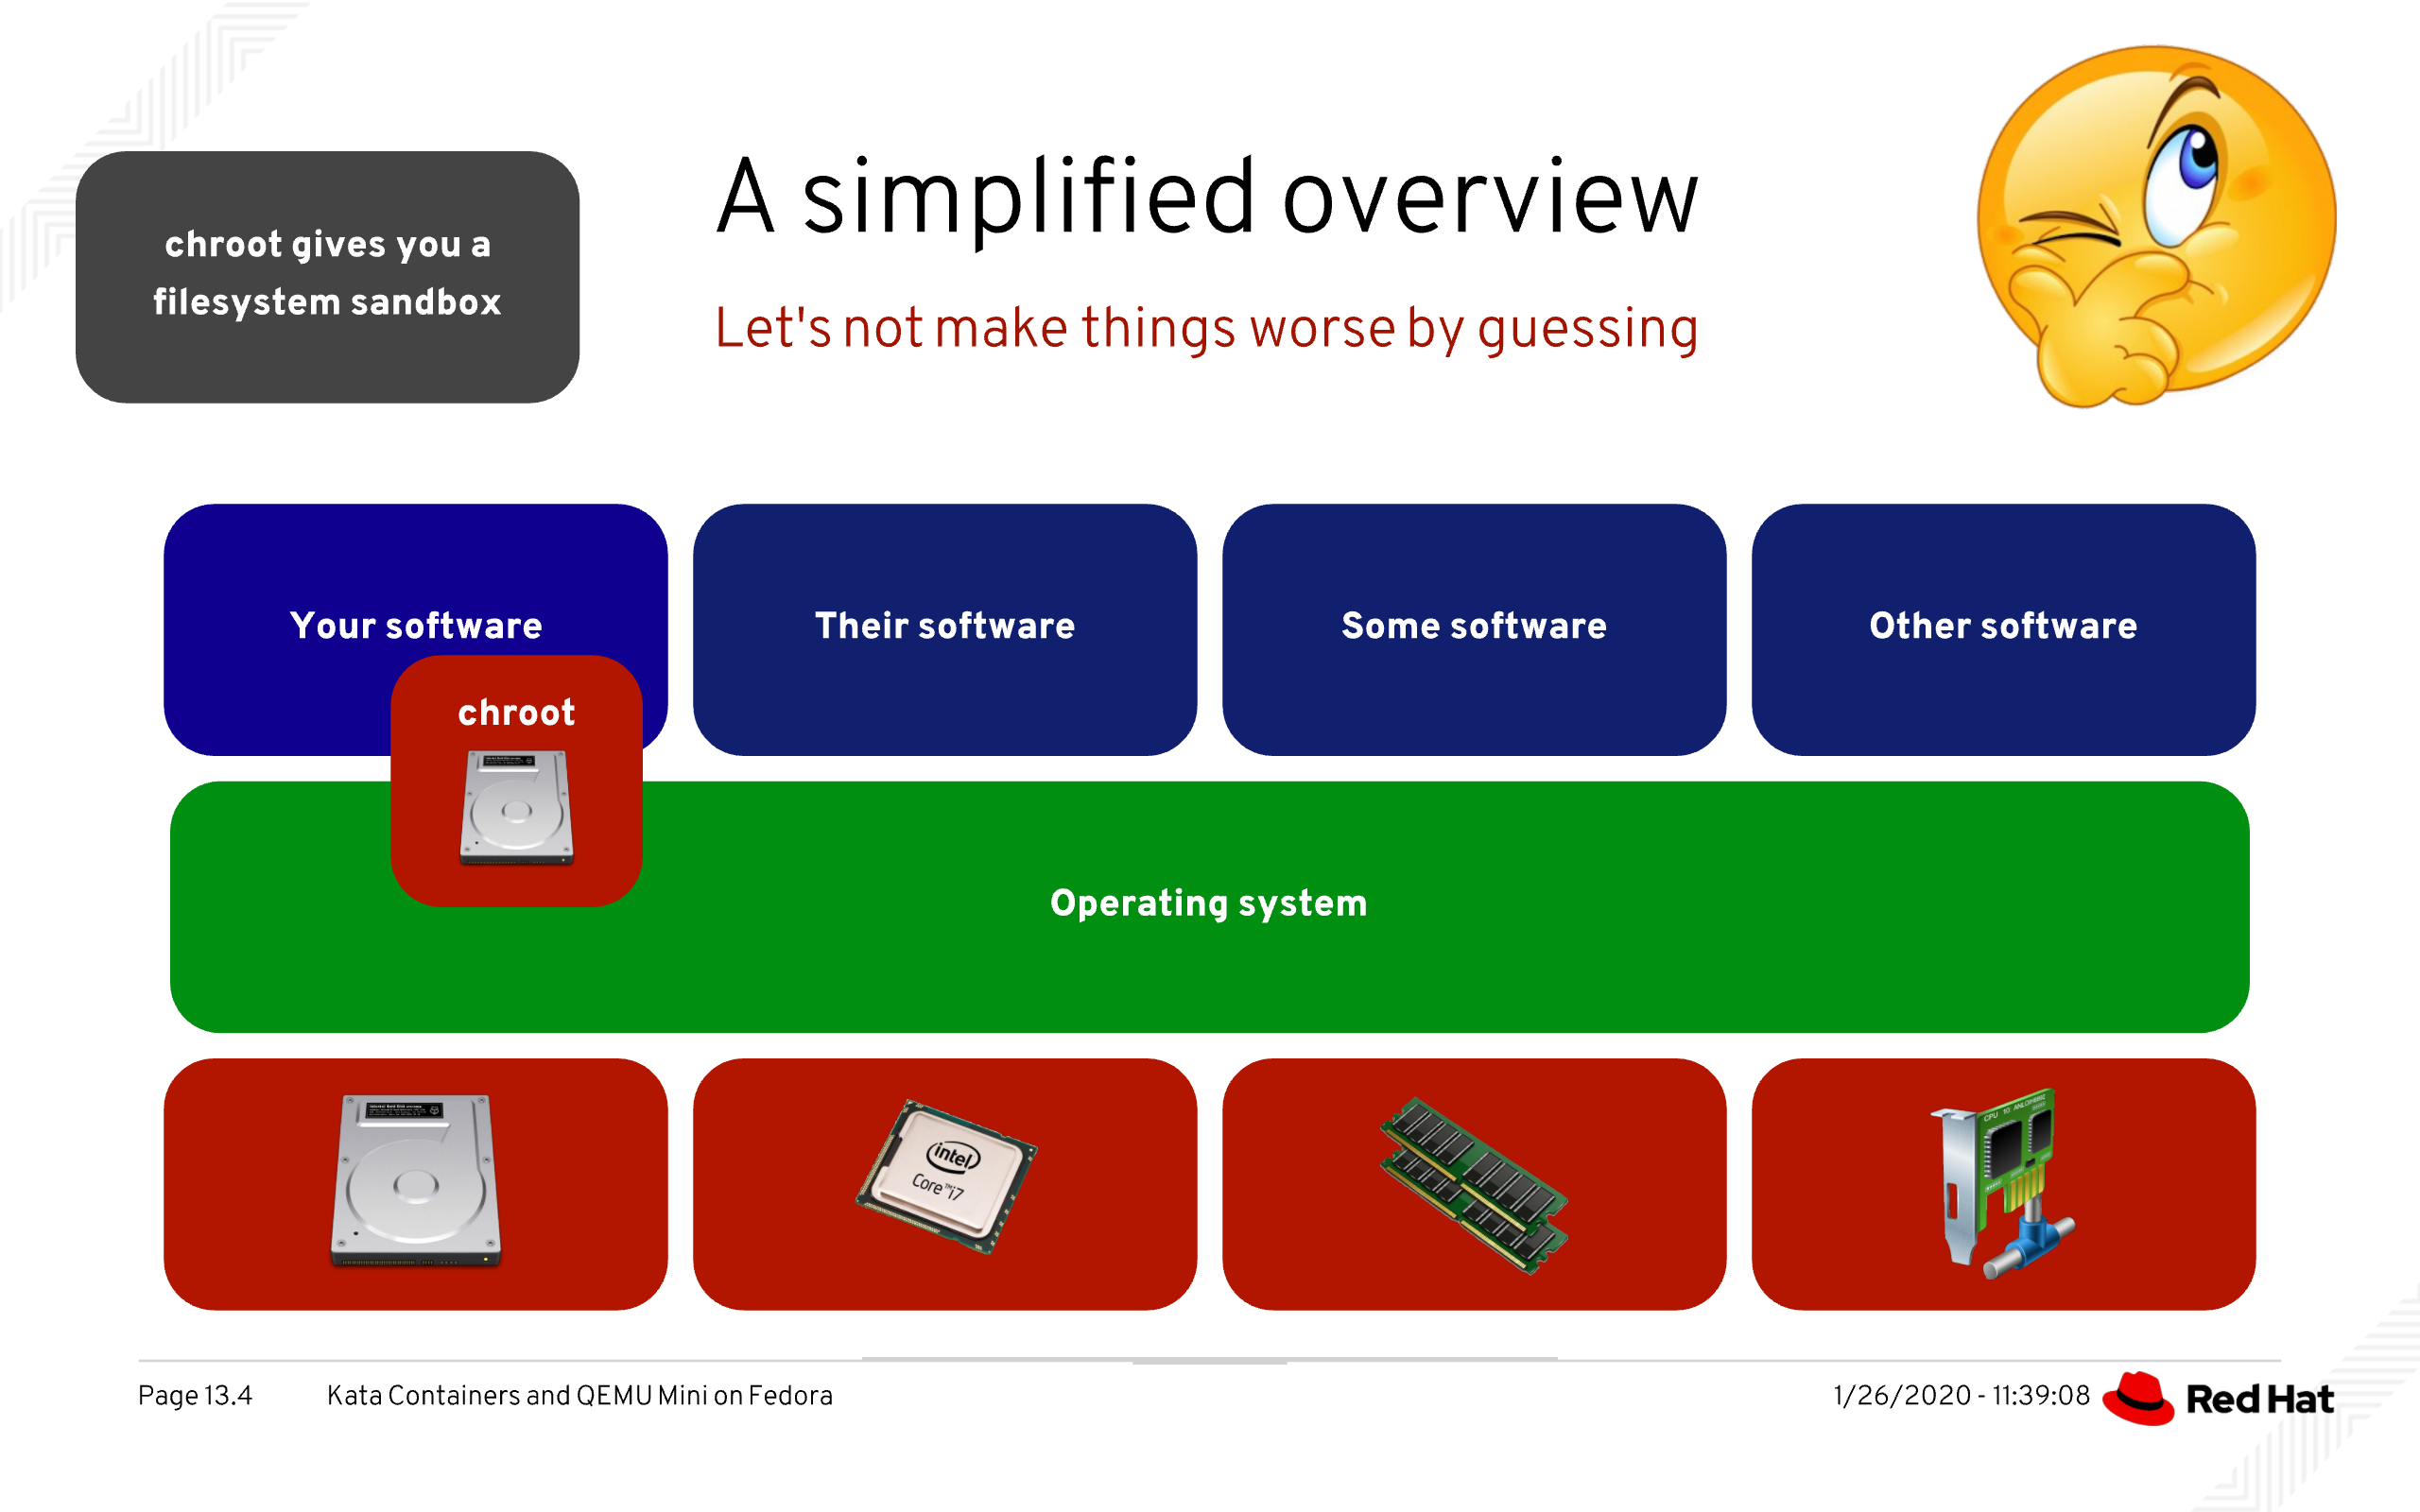 chroot gives you a
filesystem sandbox
A simplified overview
Let's not make things worse by guessing
Your software
Their software
Some software
Other software
chroot
Operating system
intel
Core™i7
Page 13.4
Kata Containers and QEMU Mini on Fedora
1/26/2020 - 11:39:08
Red Hat